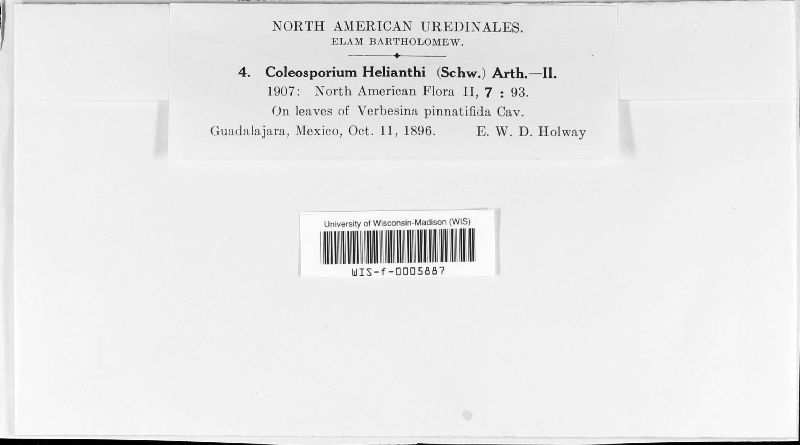 NORTH AMERICAN UREDINALES.
ELAM BARTHOLOMEW.
4. Coleosporium Helianthi (Schw.) Arth.—II.
1907: North American Flora II, 7 : 93.
On leaves of Verbesina pinnatifida Cav.
Guadalajara, Mexico, Oct. 11, 1896. E. W. D. Holway
University of Wisconsin-Madison (WIS)
WIS-f-0005887